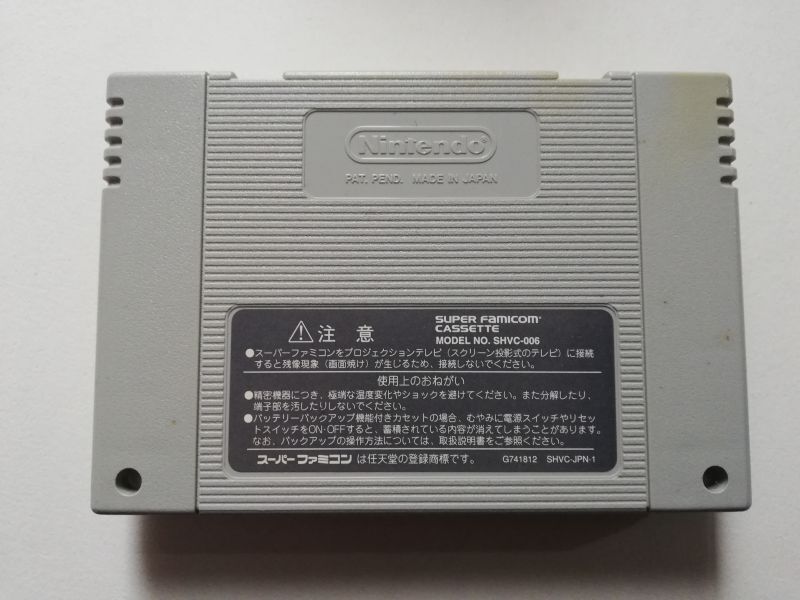 Nintendo
PAT. PEND. MADE IN JAPAN
注意
SUPER FAMICOM
CASSETTE
MODEL NO. SHVC-006
●スーパーファミコンをプロジェクションテレビ(スクリーン投影式のテレビ)に接続
すると残像現象(画面焼け)が生じるため、接続しないでください。
使用上のおねがい
●精密機器につき、極端な温度変化やショックを避けてください。また分解したり、
端子部を汚したりしないでください。
●バッテリーバックアップ機能付きカセットの場合、むやみに電源スイッチやリセッ
トスイッチをON・OFFすると、蓄積されている内容が消えてしまうことがあります。
なお、バックアップの操作方法については、取扱説明書をご参照ください。
スーパーファミコン は任天堂の登録商標です。 G741812 SHVC-JPN-1